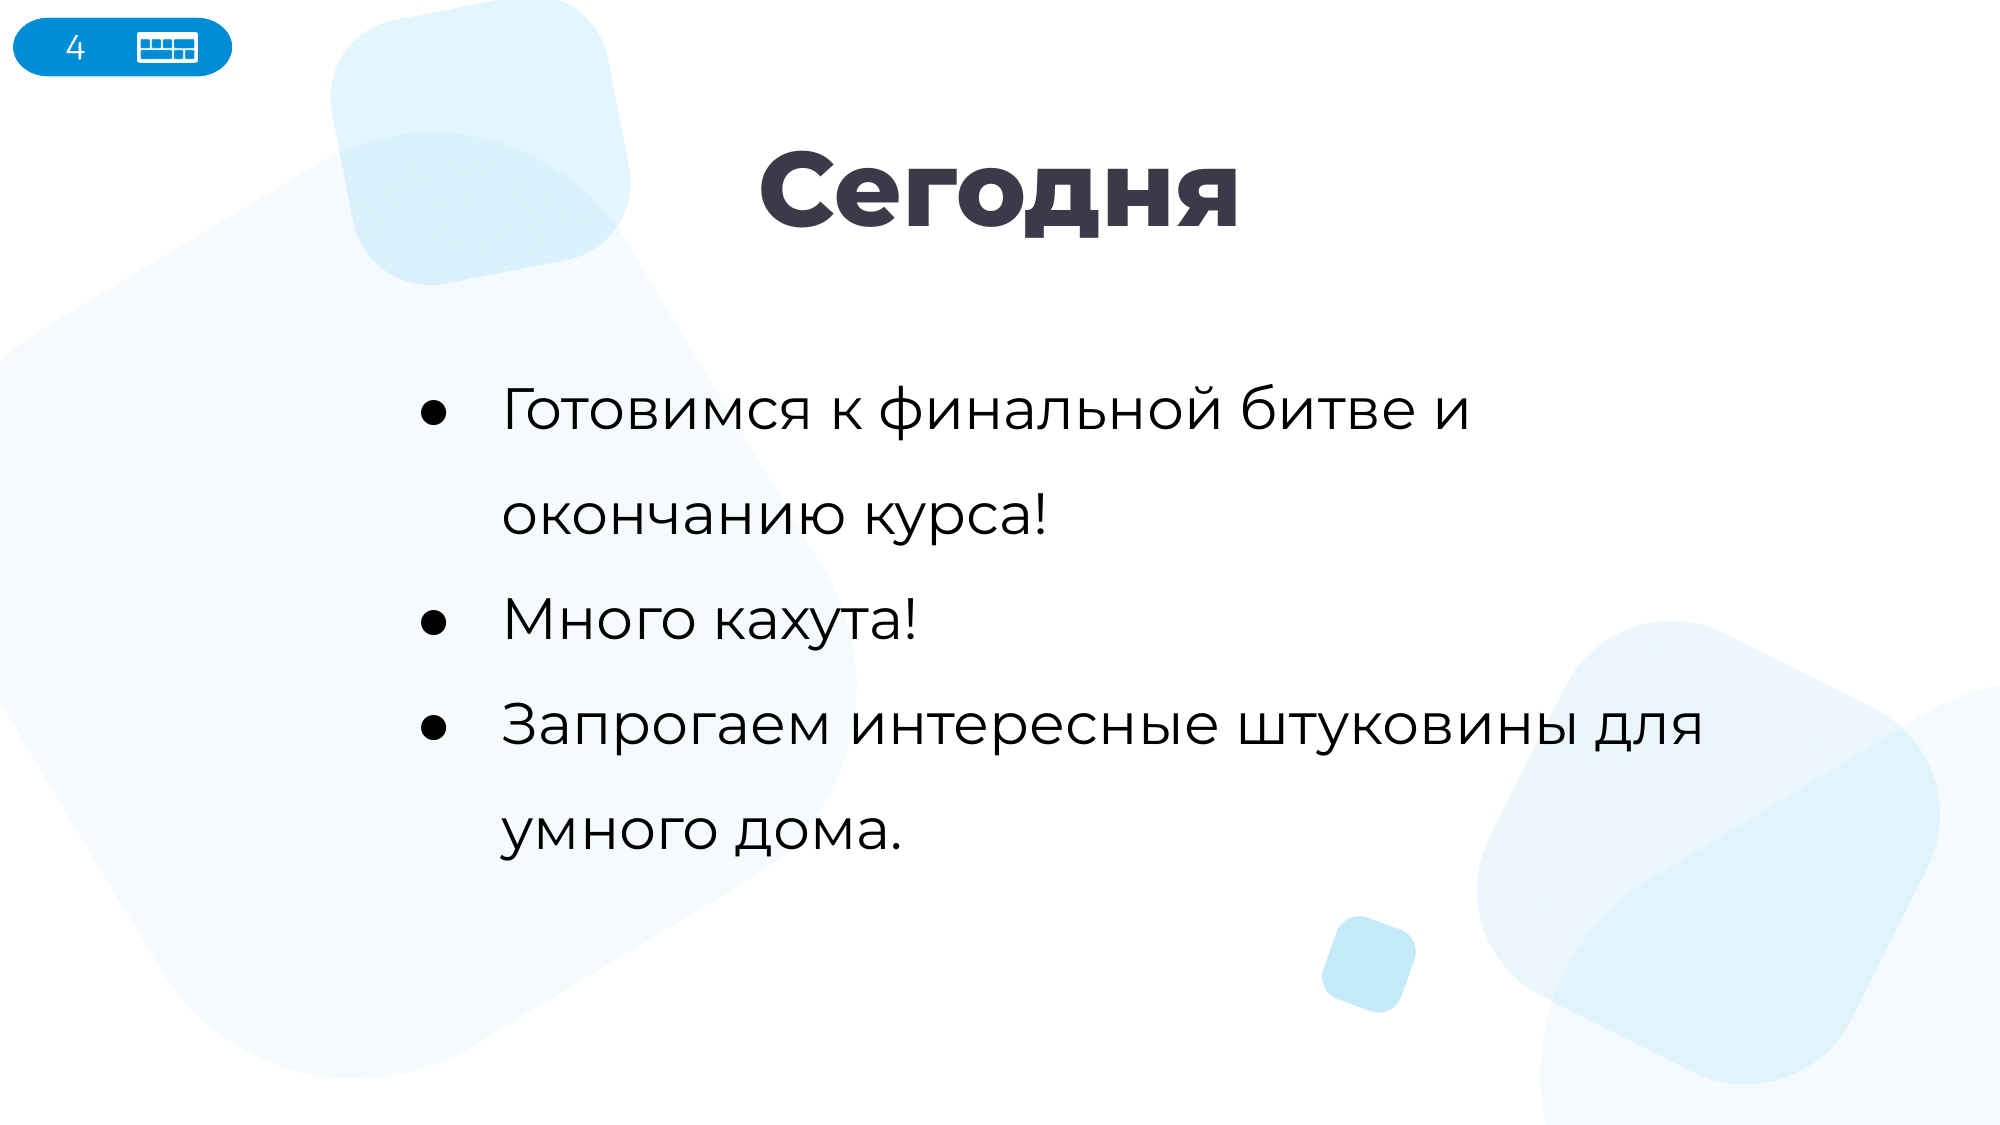 4
Сегодня
● Готовимся к финальной битве и
окончанию курса!
● Много кахута!
● Запрогаем интересные штуковины для
умного дома.